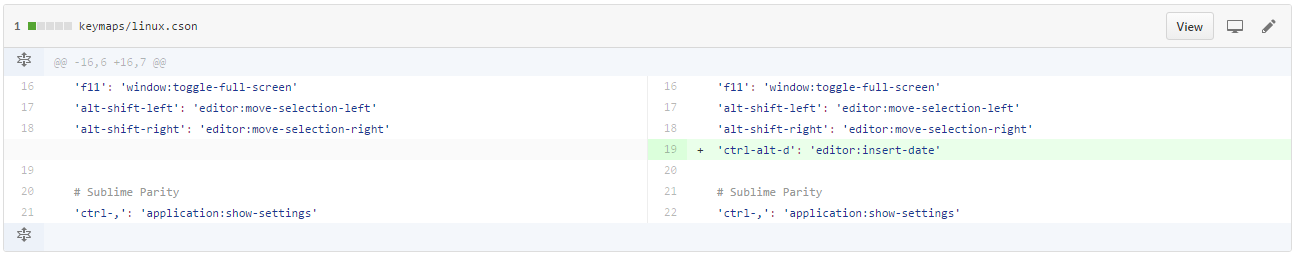 1 keymaps/linux.cson View
@@ -16,6 +16,7 @@
16 'f11': 'window:toggle-full-screen' 16 'f11': 'window:toggle-full-screen'
17 'alt-shift-left': 'editor:move-selection-left' 17 'alt-shift-left': 'editor:move-selection-left'
18 'alt-shift-right': 'editor:move-selection-right' 18 'alt-shift-right': 'editor:move-selection-right'
19 + 'ctrl-alt-d': 'editor:insert-date'
19 20
20 # Sublime Parity 21 # Sublime Parity
21 'ctrl-,': 'application:show-settings' 22 'ctrl-,': 'application:show-settings'